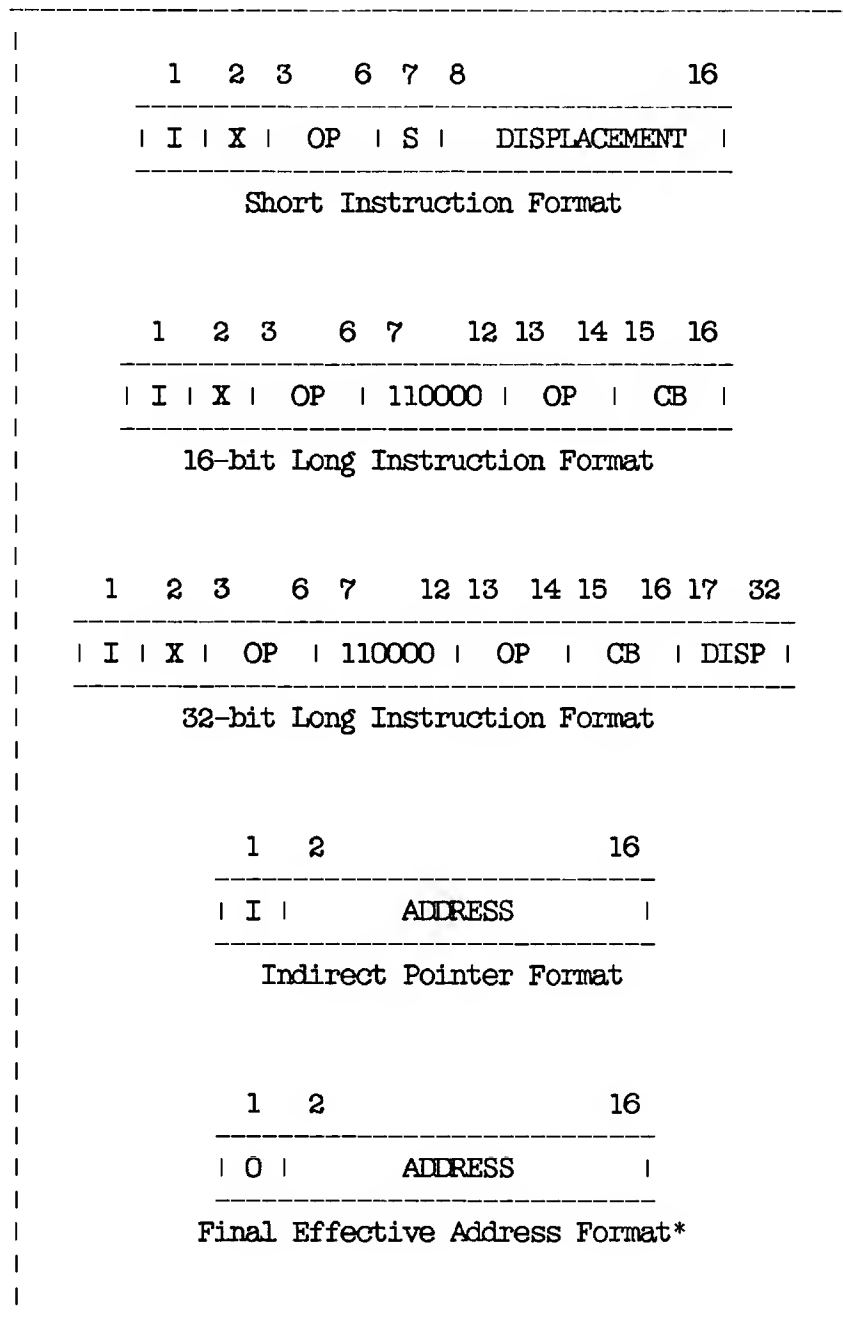 1 2 3 6 7 8 16
| I | X | OP | S | DISPLACEMENT |
Short Instruction Format
1 2 3 6 7 12 13 14 15 16
| I | X | OP | 110000 | OP | CB |
16-bit Long Instruction Format
1 2 3 6 7 12 13 14 15 16 17 32
| I | X | OP | 110000 | OP | CB | DISP |
32-bit Long Instruction Format
1 2 16
| I | ADDRESS |
Indirect Pointer Format
1 2 16
| 0 | ADDRESS |
Final Effective Address Format*